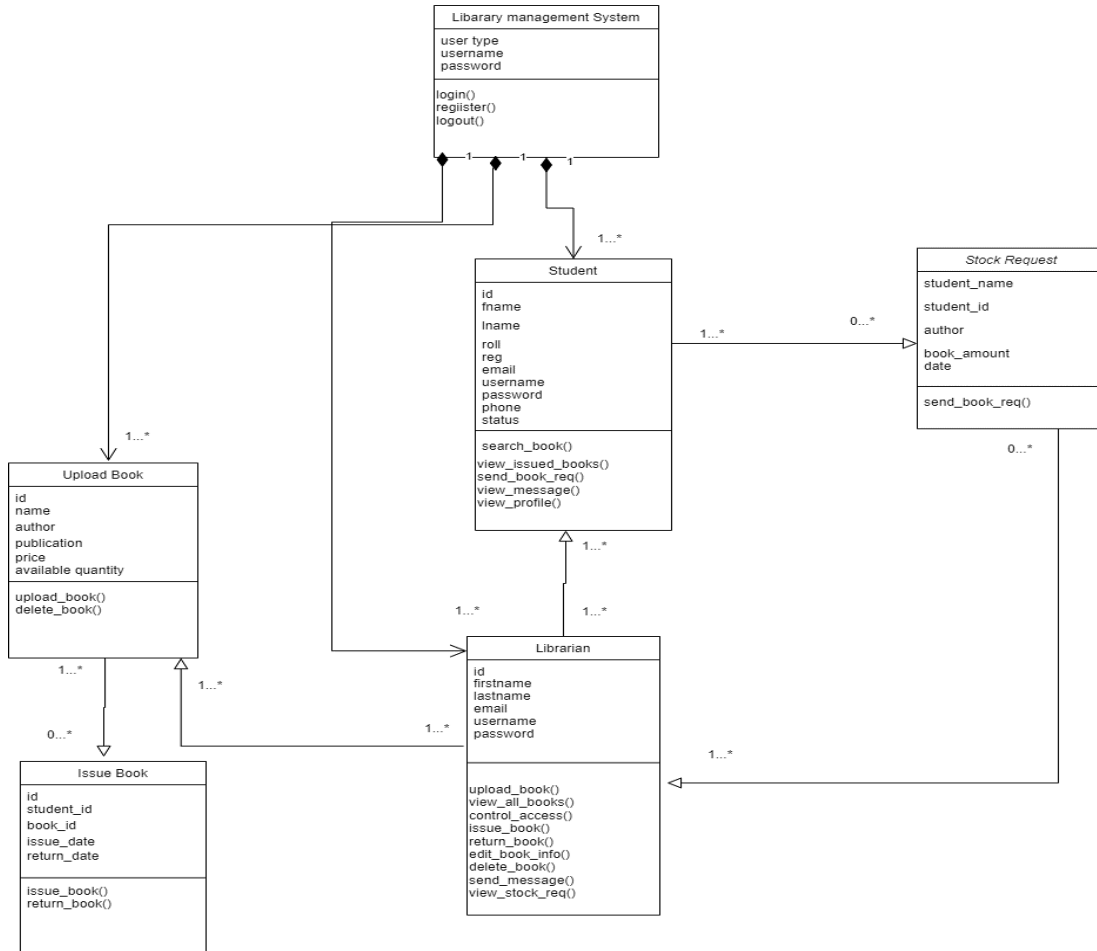 Libarary management System
user type
username
password
login()
regiister()
logout()
1
1
1
1...*
Student
id
fname
lname
roll
reg
email
username
password
phone
status
search_book()
view_issued_books()
send_book_req()
view_message()
view_profile()
1...*
0...*
Stock Request
student_name
student_id
author
book_amount
date
send_book_req()
0...*
1...*
Upload Book
id
name
author
publication
price
available quantity
upload_book()
delete_book()
1...*
1...*
0...*
Issue Book
id
student_id
book_id
issue_date
return_date
issue_book()
return_book()
1...*
1...*
1...*
1...*
Librarian
id
firstname
lastname
email
username
password
upload_book()
view_all_books()
control_access()
issue_book()
return_book()
edit_book_info()
delete_book()
send_message()
view_stock_req()
1...*